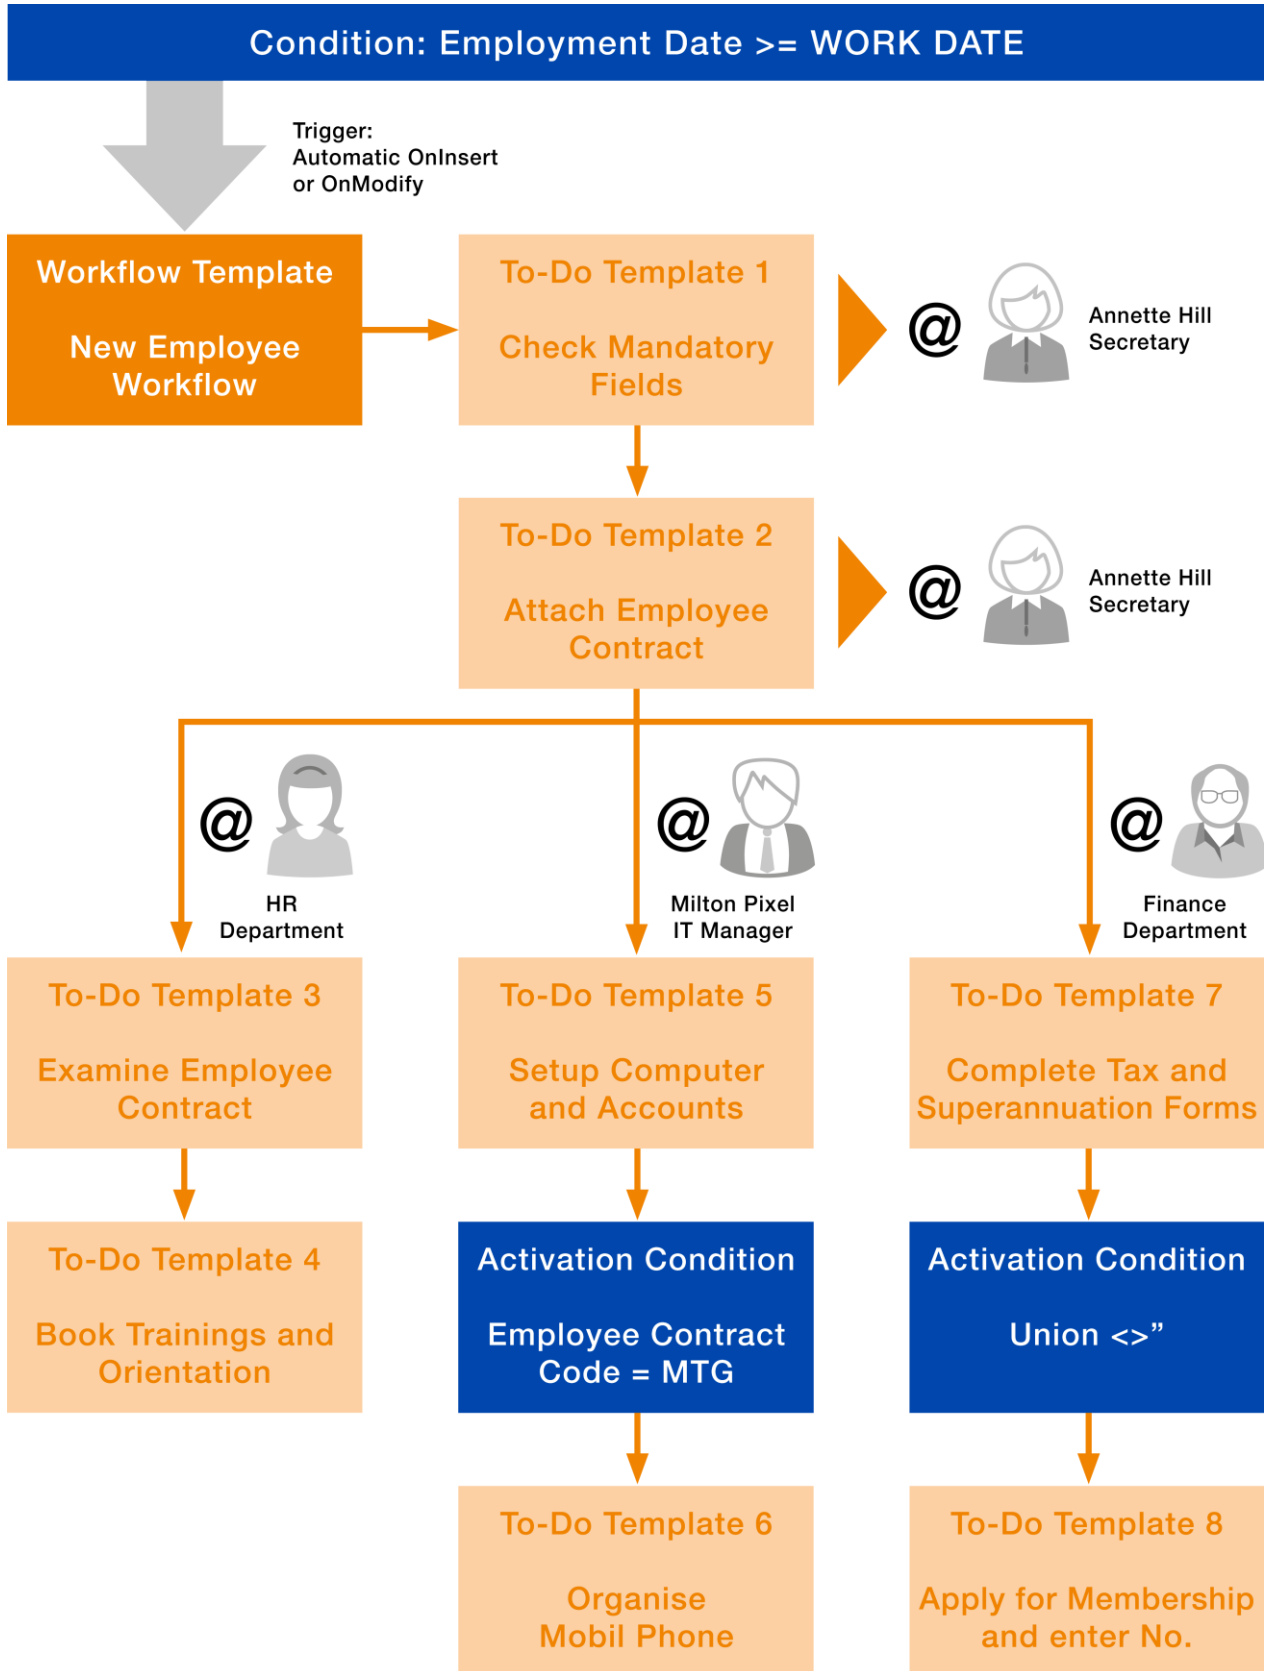 Condition: Employment Date >= WORK DATE
Trigger:
Automatic OnInsert
or OnModify
Workflow Template
New Employee
Workflow
To-Do Template 1
Check Mandatory
Fields
@
Annette Hill
Secretary
To-Do Template 2
Attach Employee
Contract
@
Annette Hill
Secretary
@
HR
Department
@
Milton Pixel
IT Manager
@
Finance
Department
To-Do Template 3
Examine Employee
Contract
To-Do Template 5
Setup Computer
and Accounts
To-Do Template 7
Complete Tax and
Superannuation Forms
To-Do Template 4
Book Trainings and
Orientation
Activation Condition
Employee Contract
Code = MTG
Activation Condition
Union <>”
To-Do Template 6
Organise
Mobil Phone
To-Do Template 8
Apply for Membership
and enter No.